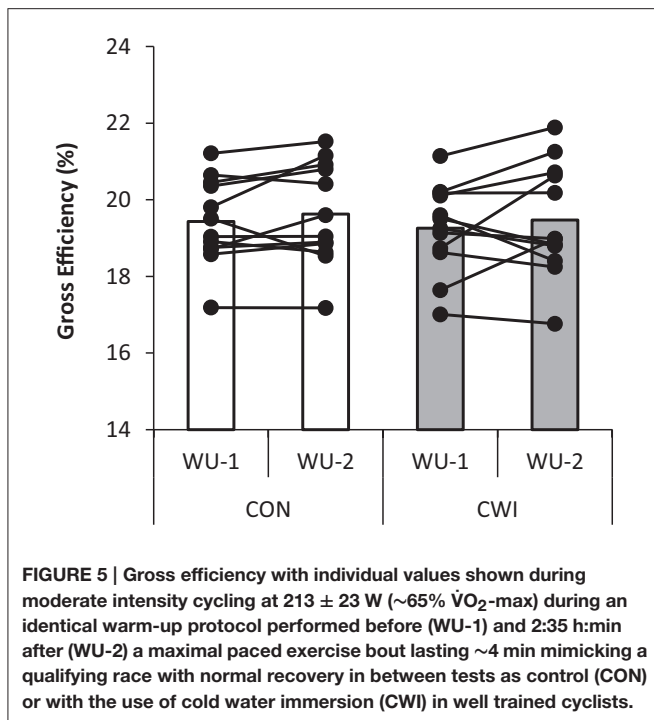 24
22
20
18
16
14
Gross Efficiency (%)
WU-1 WU-2 WU-1 WU-2
CON CWI
FIGURE 5 | Gross efficiency with individual values shown during
moderate intensity cycling at 213 ± 23 W (~65% V̇O₂-max) during an
identical warm-up protocol performed before (WU-1) and 2:35 h:min
after (WU-2) a maximal paced exercise bout lasting ~4 min mimicking a
qualifying race with normal recovery in between tests as control (CON)
or with the use of cold water immersion (CWI) in well trained cyclists.